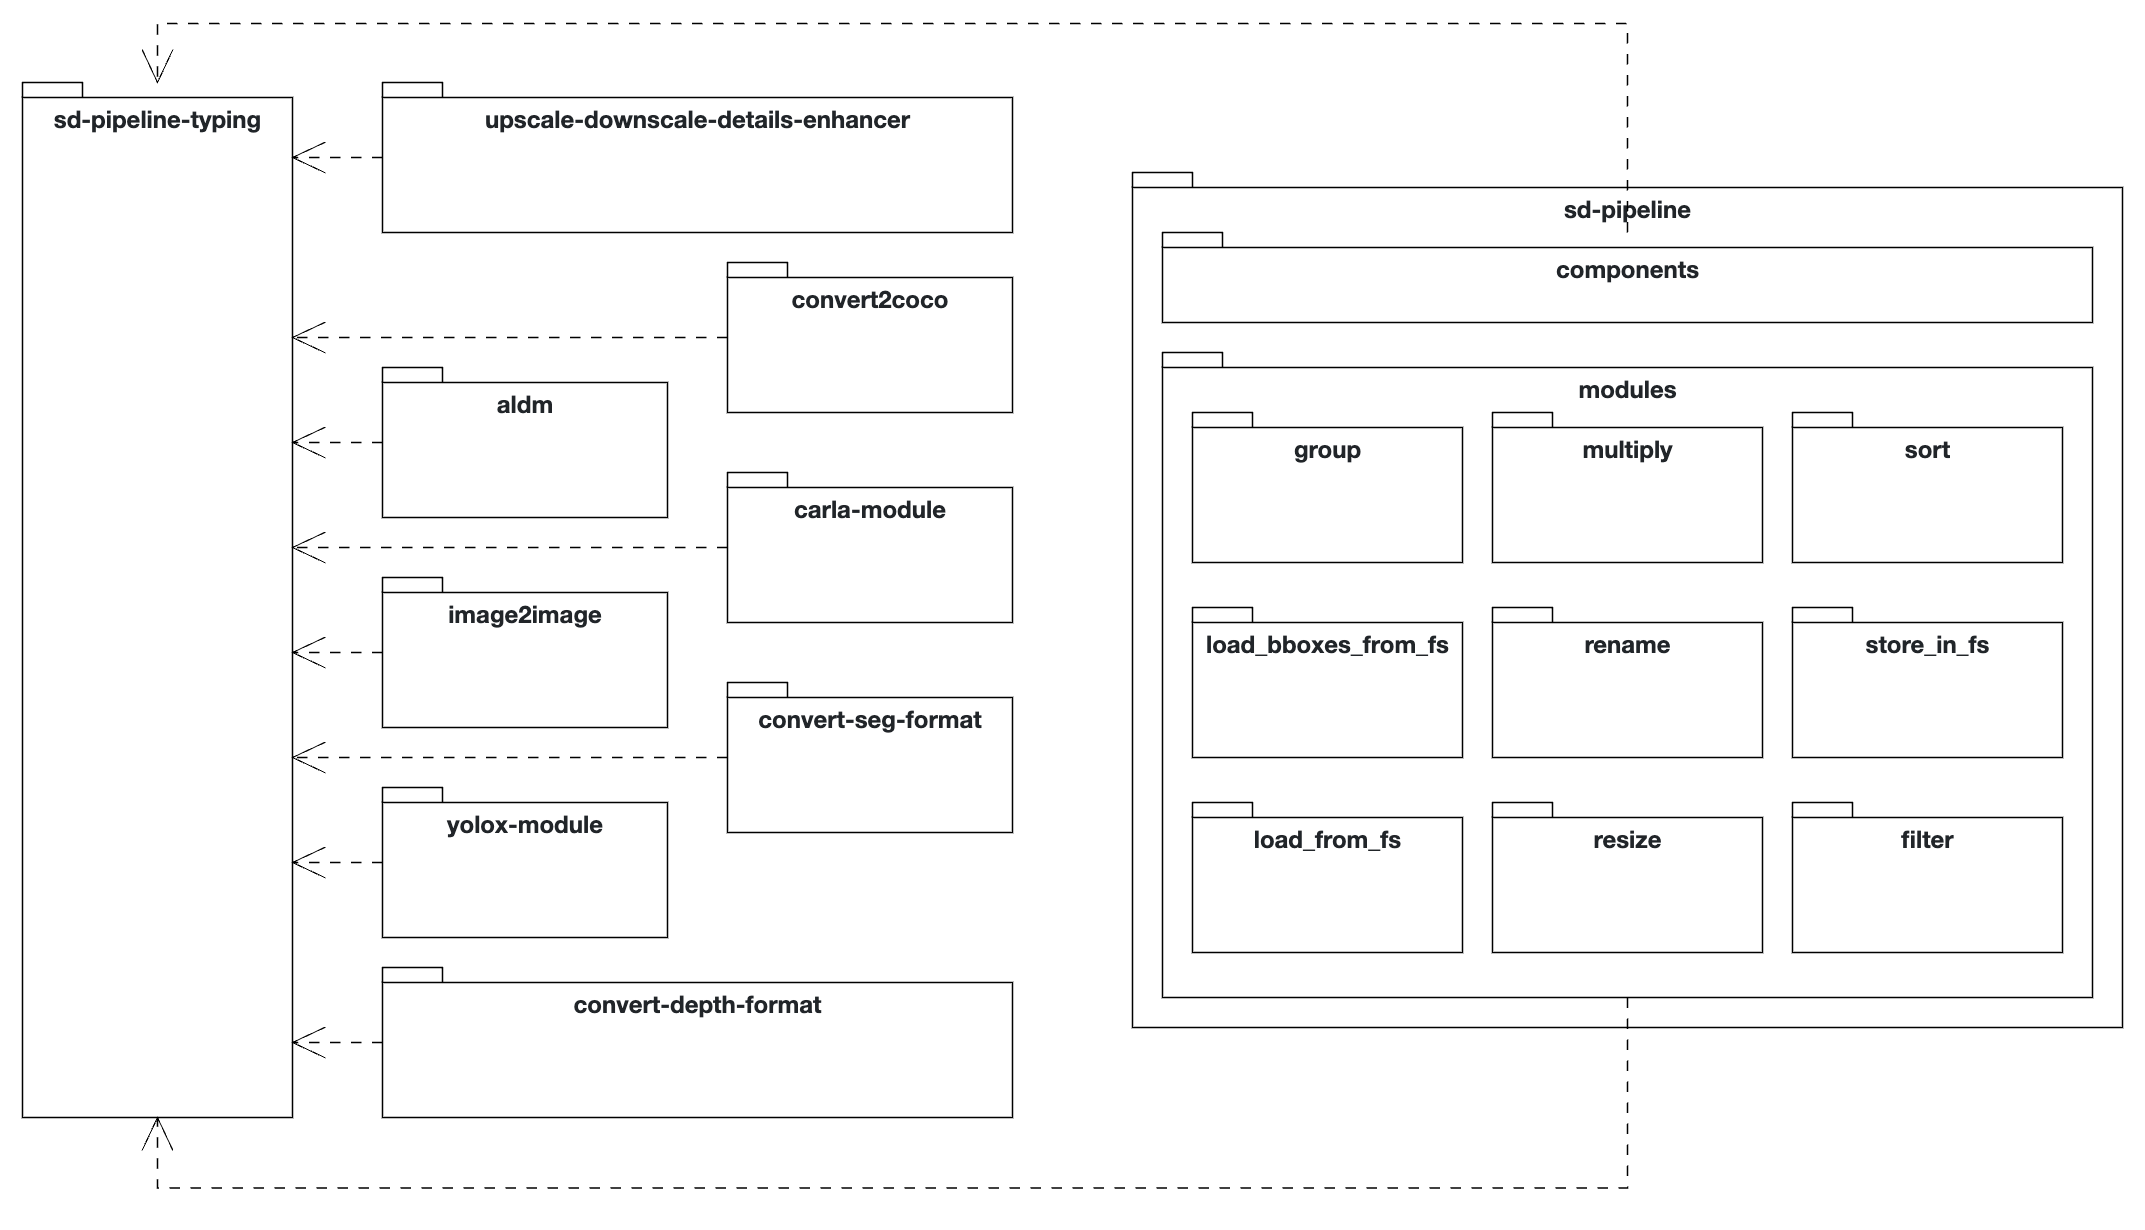 sd-pipeline-typing
upscale-downscale-details-enhancer
convert2coco
aldm
carla-module
image2image
convert-seg-format
yolox-module
convert-depth-format
sd-pipeline
components
modules
group
multiply
sort
load_bboxes_from_fs
rename
store_in_fs
load_from_fs
resize
filter